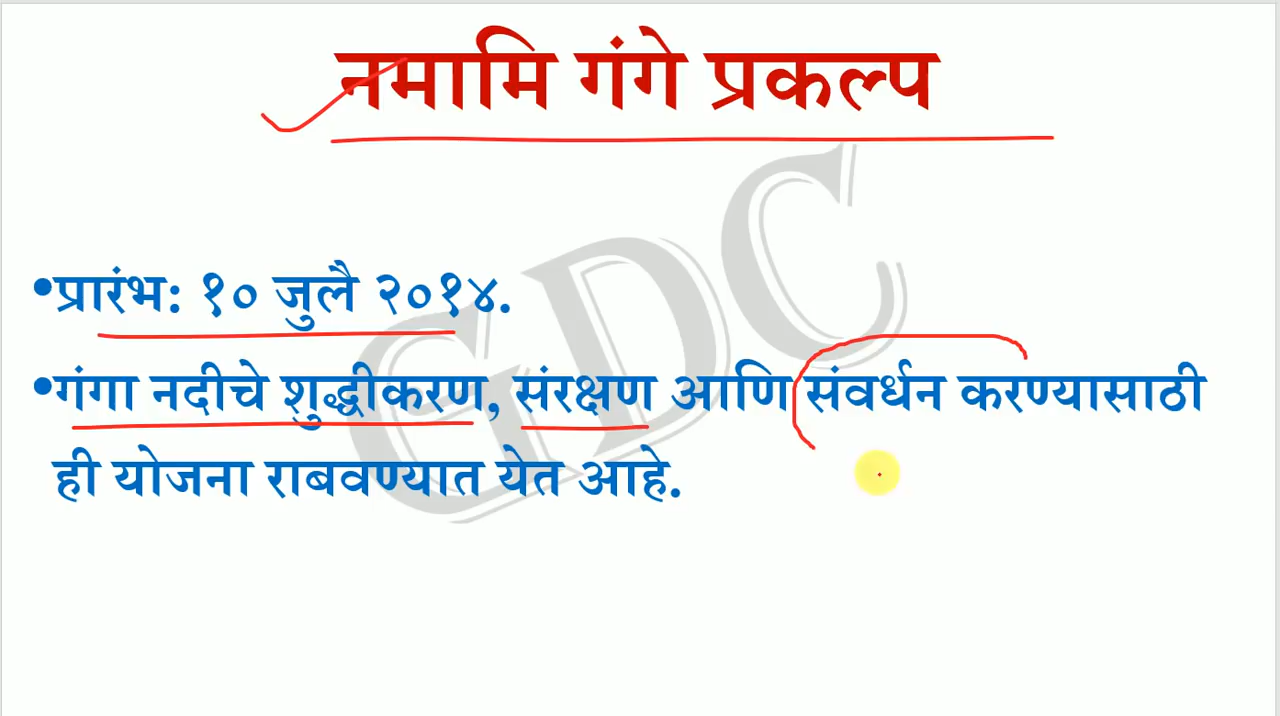 नमामि गंगे प्रकल्प
GDC
•प्रारंभ: १० जुलै २०१४.
•गंगा नदीचे शुद्धीकरण, संरक्षण आणि संवर्धन करण्यासाठी
ही योजना राबवण्यात येत आहे.